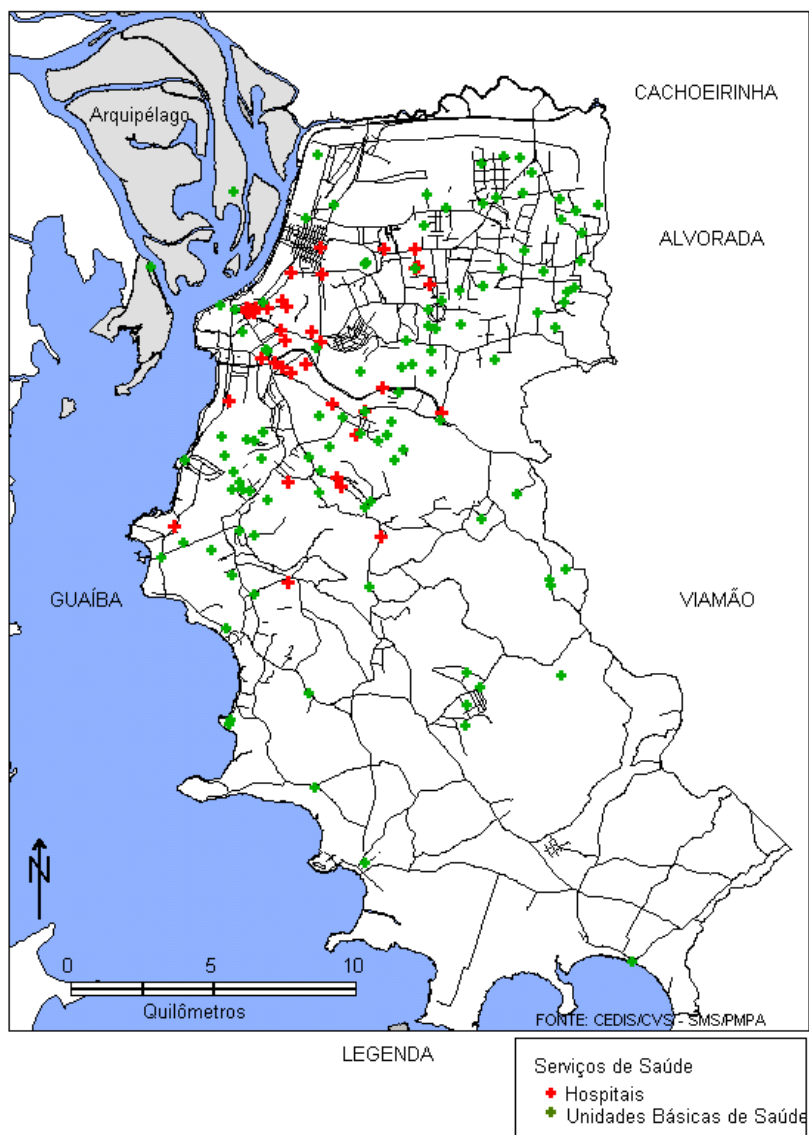 CACHOEIRINHA
Arquipélago
ALVORADA
GUAÍBA
VIAMÃO
N
0 5 10
Quilômetros
FONTE: CEDIS/CVS - SMS/PMPA
LEGENDA
Serviços de Saúde
Hospitais
Unidades Básicas de Saúde